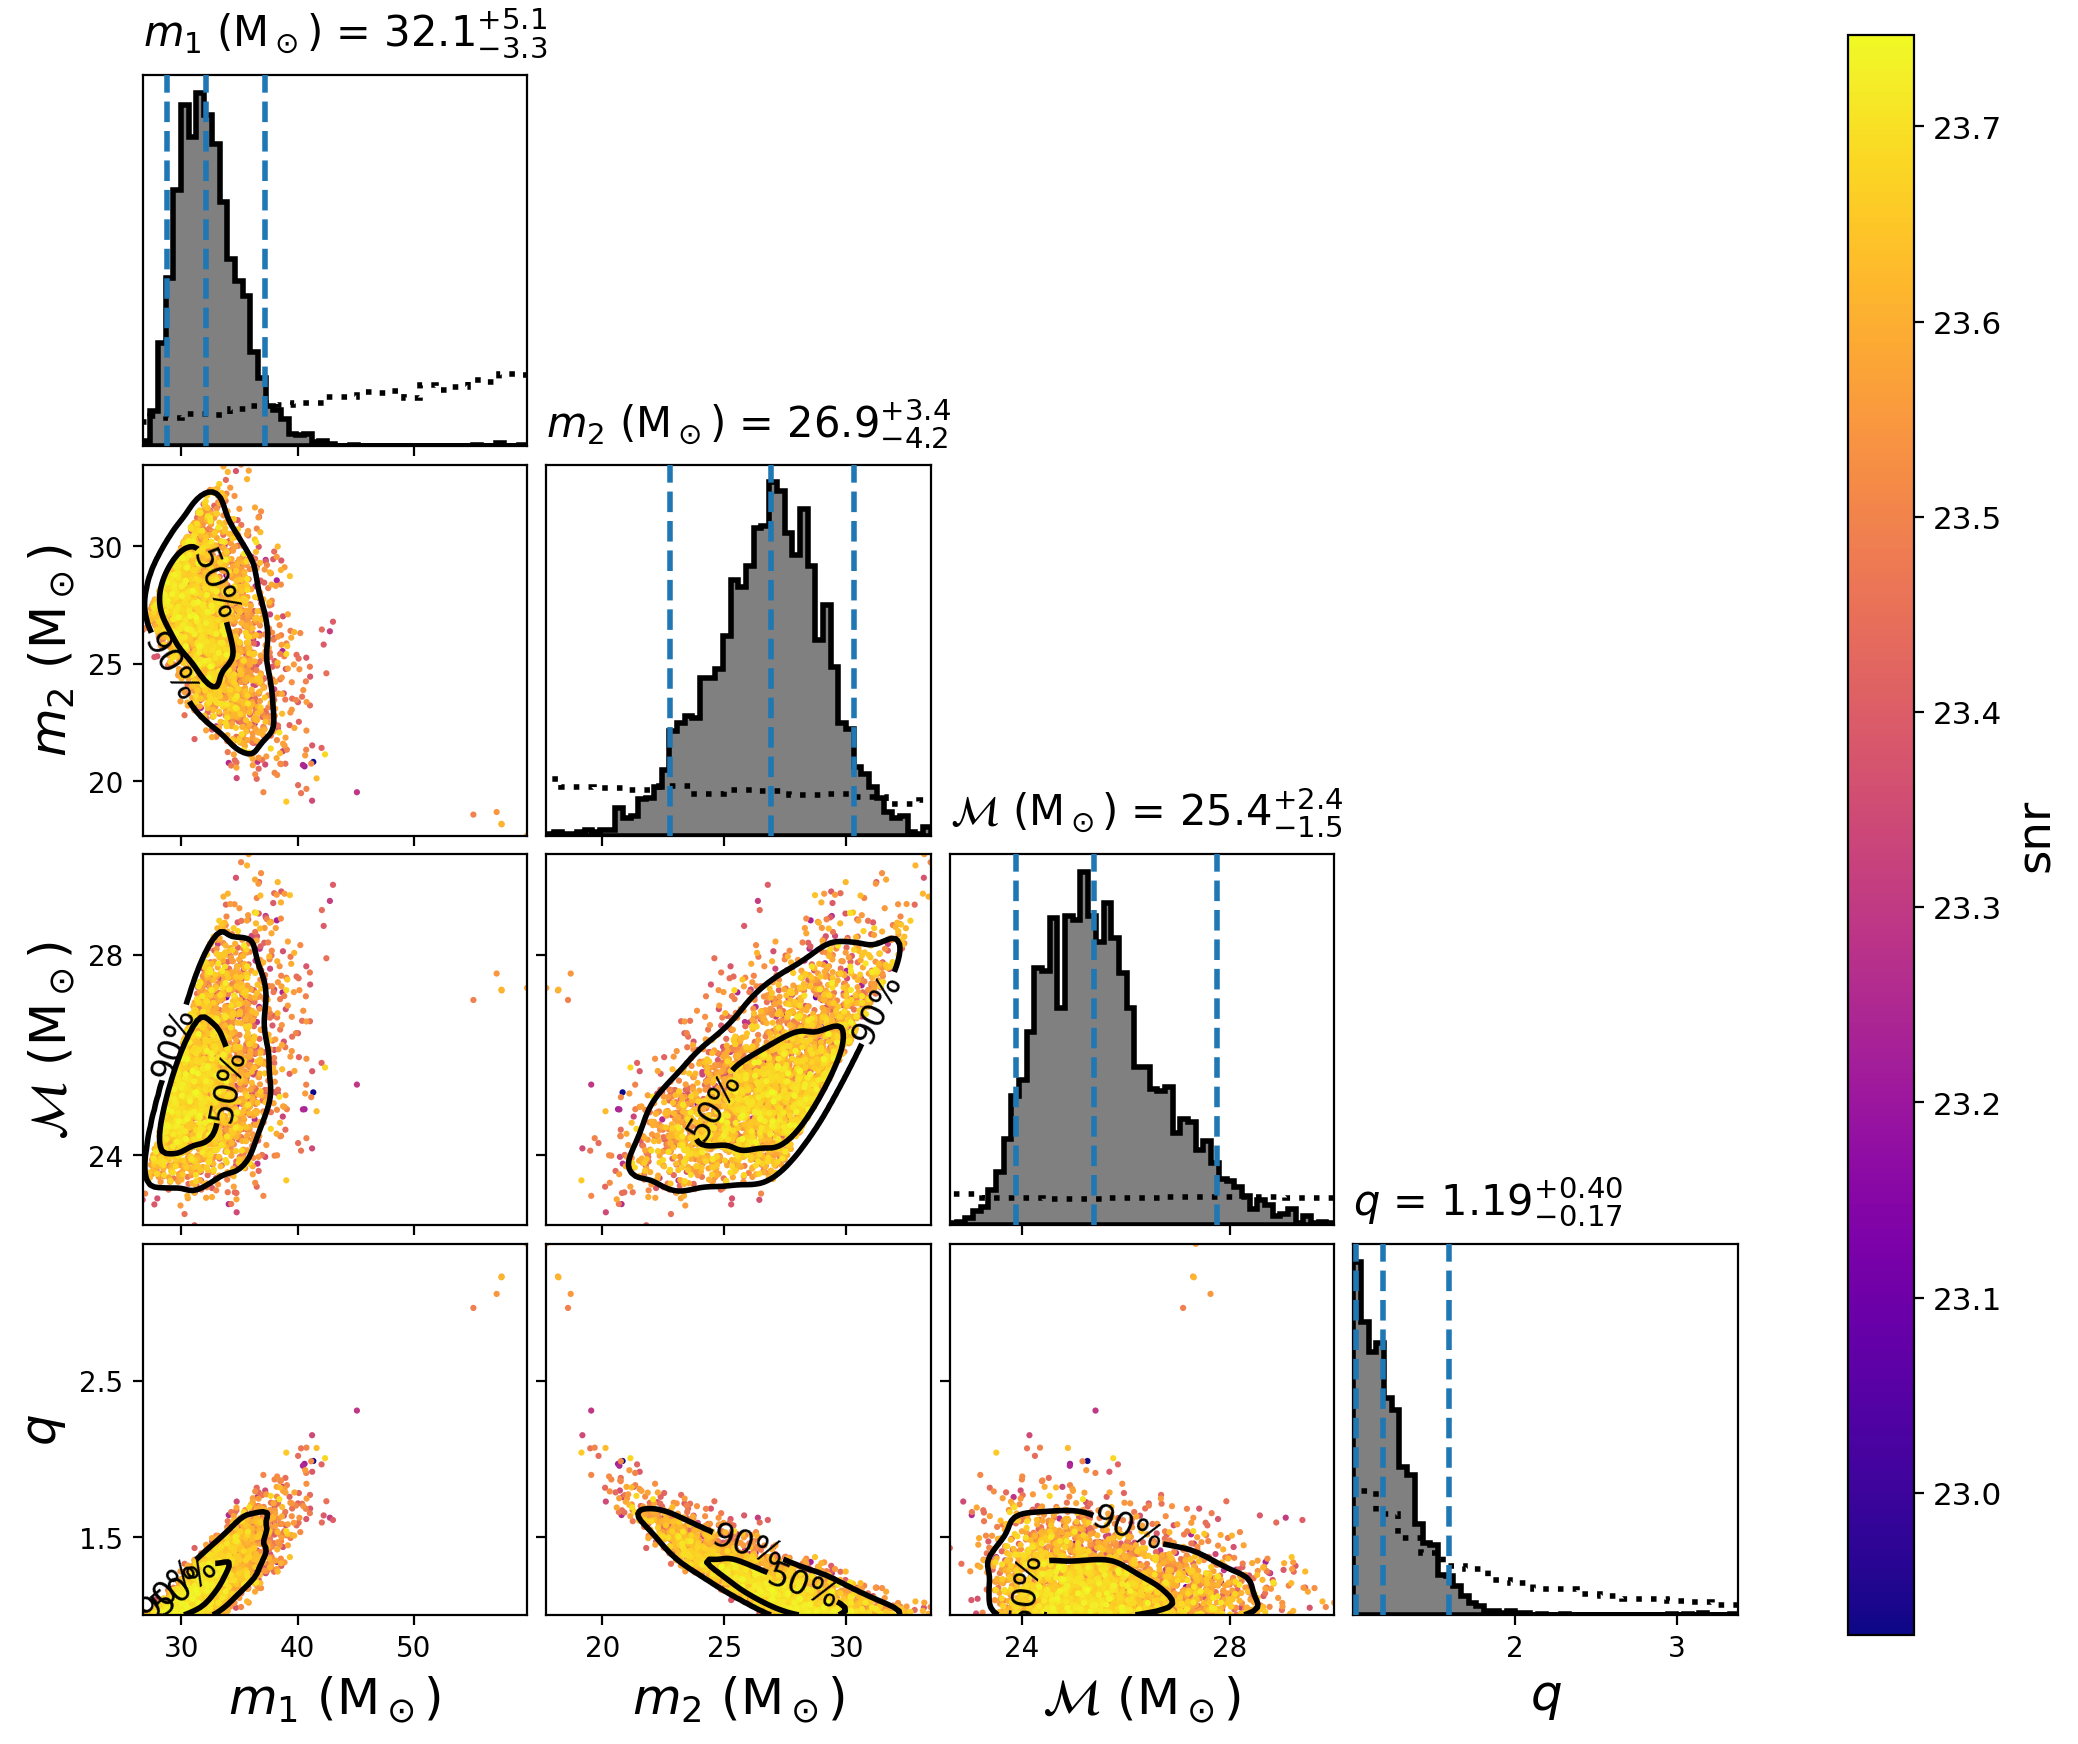 m₁ (M⊙) = 32.1 +5.1 −3.3
23.7
23.6
23.5
23.4
23.3
23.2
23.1
23.0
snr
m₂ (M⊙) = 26.9 +3.4 −4.2
m₂ (M⊙)
30
25
20
50%
90%
ℳ (M⊙) = 25.4 +2.4 −1.5
ℳ (M⊙)
28
24
90%
50%
50%
90%
q = 1.19 +0.40 −0.17
q
2.5
1.5
90%
50%
90%
50%
90%
50%
30 40 50
20 25 30
24 28
2 3
m₁ (M⊙)
m₂ (M⊙)
ℳ (M⊙)
q